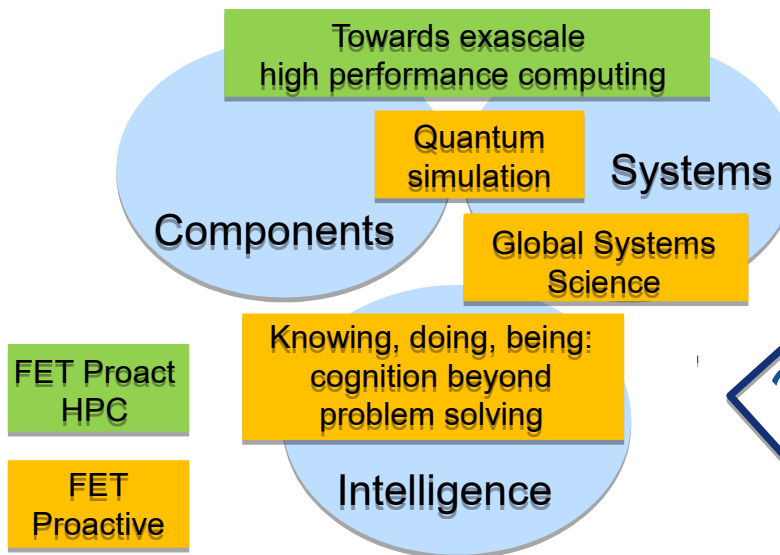 Towards exascale
high performance computing
Quantum
simulation
Systems
Components
Global Systems
Science
Knowing, doing, being:
cognition beyond
problem solving
FET Proact
HPC
Intelligence
FET
Proactive